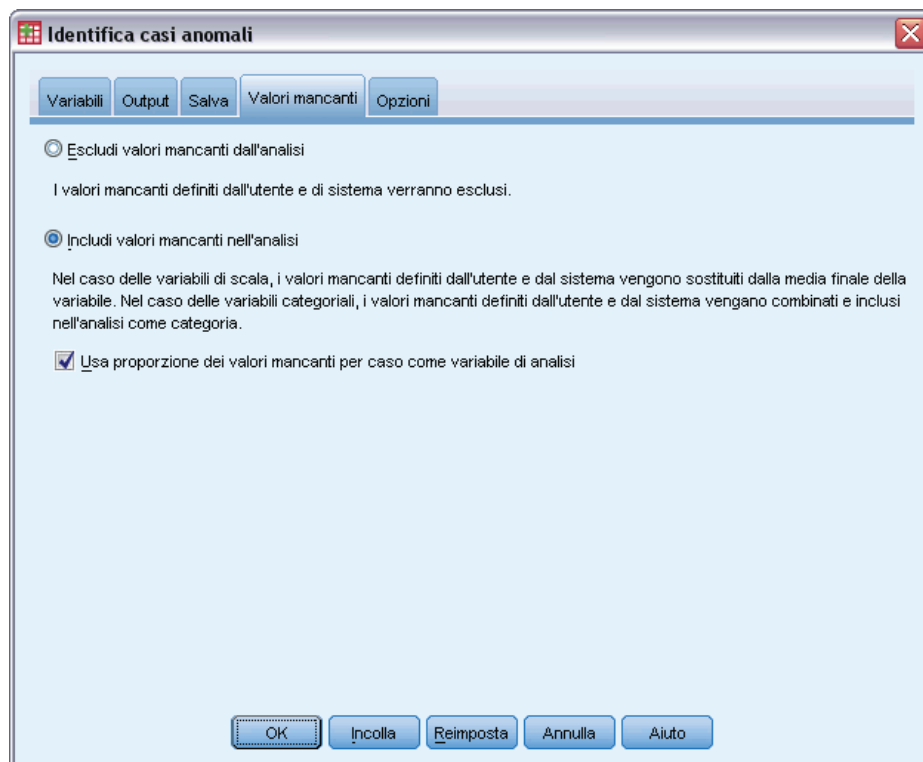 Identifica casi anomali
Variabili Output Salva Valori mancanti Opzioni
Escludi valori mancanti dall'analisi
I valori mancanti definiti dall'utente e di sistema verranno esclusi.
Includi valori mancanti nell'analisi
Nel caso delle variabili di scala, i valori mancanti definiti dall'utente e dal sistema vengono sostituiti dalla media finale della
variabile. Nel caso delle variabili categoriali, i valori mancanti definiti dall'utente e dal sistema vengano combinati e inclusi
nell'analisi come categoria.
Usa proporzione dei valori mancanti per caso come variabile di analisi
OK Incolla Reimposta Annulla Aiuto